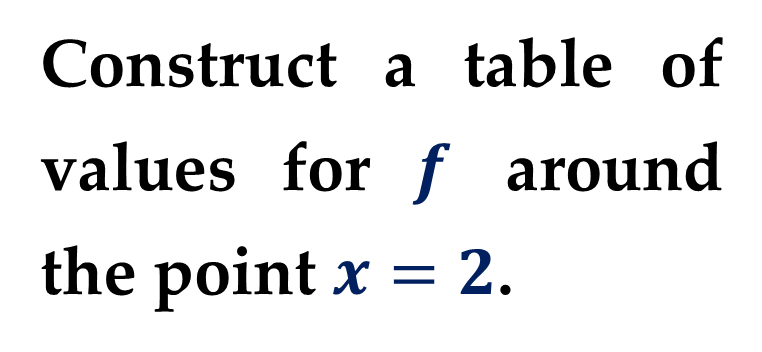 Construct a table of
values for f around
the point x = 2.